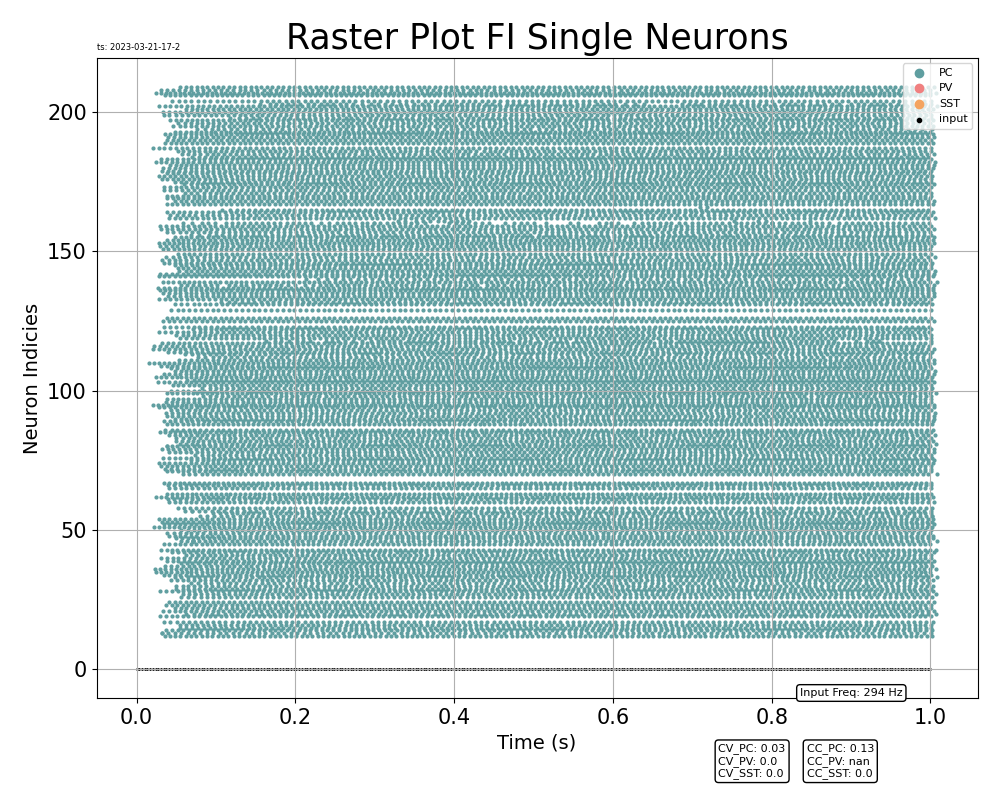 Raster Plot FI Single Neurons
ts: 2023-03-21-17-2
PC
PV
SST
input
200
150
100
50
0
Neuron Indicies
Input Freq: 294 Hz
0.0 0.2 0.4 0.6 0.8 1.0
Time (s)
CV_PC: 0.03
CV_PV: 0.0
CV_SST: 0.0
CC_PC: 0.13
CC_PV: nan
CC_SST: 0.0